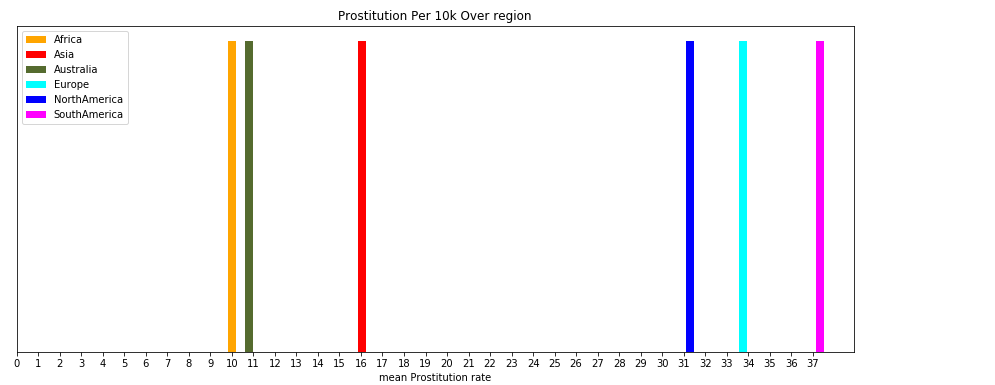 Prostitution Per 10k Over region
Africa
Asia
Australia
Europe
NorthAmerica
SouthAmerica
0 1 2 3 4 5 6 7 8 9 10 11 12 13 14 15 16 17 18 19 20 21 22 23 24 25 26 27 28 29 30 31 32 33 34 35 36 37
mean Prostitution rate